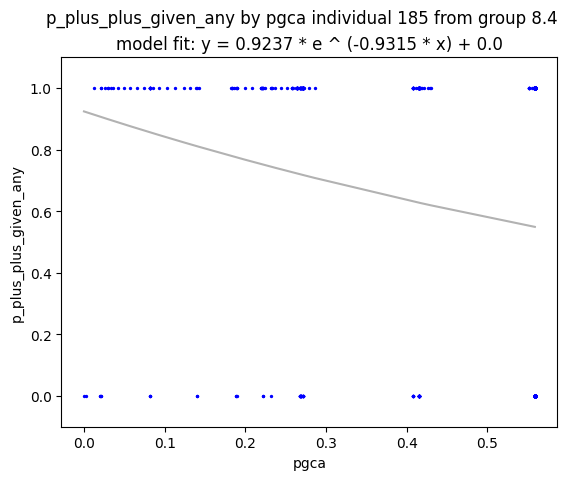 p_plus_plus_given_any by pgca individual 185 from group 8.4
model fit: y = 0.9237 * e ^ (-0.9315 * x) + 0.0
1.0
0.8
0.6
0.4
0.2
0.0
p_plus_plus_given_any
0.0 0.1 0.2 0.3 0.4 0.5
pgca